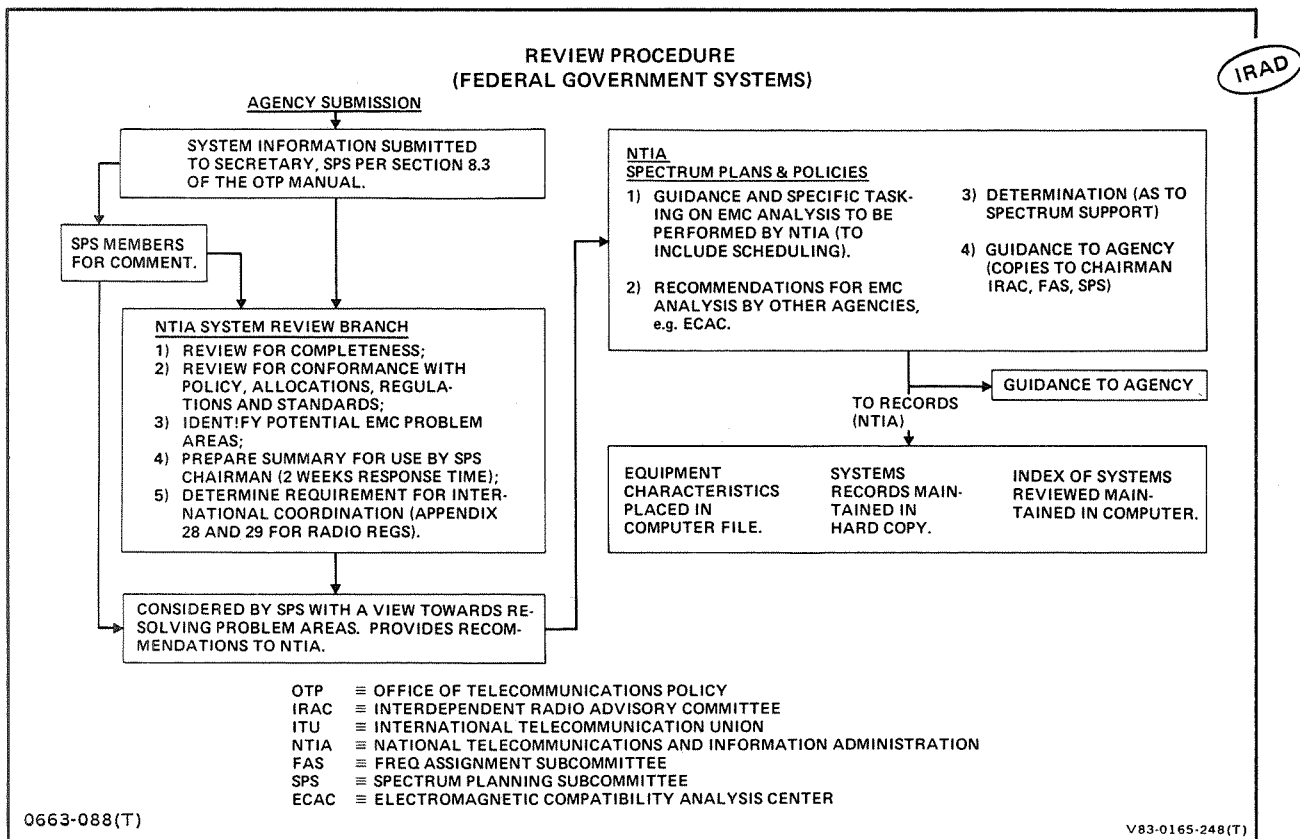 REVIEW PROCEDURE
(FEDERAL GOVERNMENT SYSTEMS)
IRAD
AGENCY SUBMISSION
SYSTEM INFORMATION SUBMITTED
TO SECRETARY, SPS PER SECTION 8.3
OF THE OTP MANUAL.
SPS MEMBERS
FOR COMMENT.
NTIA SYSTEM REVIEW BRANCH
1) REVIEW FOR COMPLETENESS;
2) REVIEW FOR CONFORMANCE WITH
POLICY, ALLOCATIONS, REGULA-
TIONS AND STANDARDS;
3) IDENTIFY POTENTIAL EMC PROBLEM
AREAS;
4) PREPARE SUMMARY FOR USE BY SPS
CHAIRMAN (2 WEEKS RESPONSE TIME);
5) DETERMINE REQUIREMENT FOR INTER-
NATIONAL COORDINATION (APPENDIX
28 AND 29 FOR RADIO REGS).
CONSIDERED BY SPS WITH A VIEW TOWARDS RE-
SOLVING PROBLEM AREAS. PROVIDES RECOM-
MENDATIONS TO NTIA.
NTIA
SPECTRUM PLANS & POLICIES
1) GUIDANCE AND SPECIFIC TASK-
ING ON EMC ANALYSIS TO BE
PERFORMED BY NTIA (TO
INCLUDE SCHEDULING).
2) RECOMMENDATIONS FOR EMC
ANALYSIS BY OTHER AGENCIES,
e.g. ECAC.
3) DETERMINATION (AS TO
SPECTRUM SUPPORT)
4) GUIDANCE TO AGENCY
(COPIES TO CHAIRMAN
IRAC, FAS, SPS)
GUIDANCE TO AGENCY
TO RECORDS
(NTIA)
EQUIPMENT
CHARACTERISTICS
PLACED IN
COMPUTER FILE.
SYSTEMS
RECORDS MAIN-
TAINED IN
HARD COPY.
INDEX OF SYSTEMS
REVIEWED MAIN-
TAINED IN COMPUTER.
OTP ≡ OFFICE OF TELECOMMUNICATIONS POLICY
IRAC ≡ INTERDEPENDENT RADIO ADVISORY COMMITTEE
ITU ≡ INTERNATIONAL TELECOMMUNICATION UNION
NTIA ≡ NATIONAL TELECOMMUNICATIONS AND INFORMATION ADMINISTRATION
FAS ≡ FREQ ASSIGNMENT SUBCOMMITTEE
SPS ≡ SPECTRUM PLANNING SUBCOMMITTEE
ECAC ≡ ELECTROMAGNETIC COMPATIBILITY ANALYSIS CENTER
0663-088(T)
V83-0165-248(T)